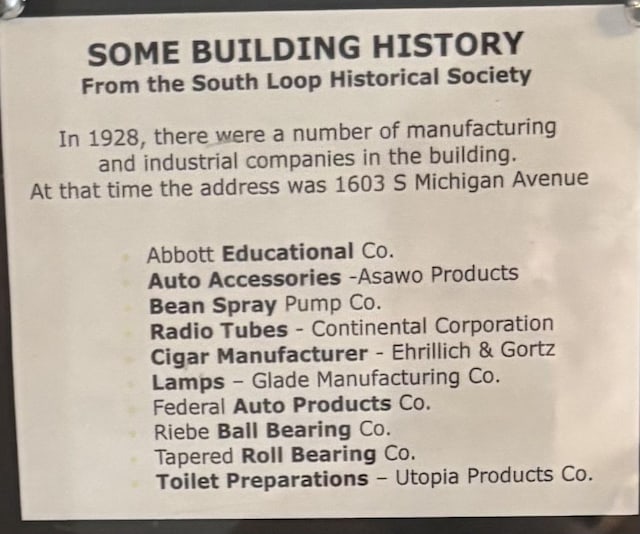 SOME BUILDING HISTORY
From the South Loop Historical Society
In 1928, there were a number of manufacturing
and industrial companies in the building.
At that time the address was 1603 S Michigan Avenue
Abbott Educational Co.
Auto Accessories -Asawo Products
Bean Spray Pump Co.
Radio Tubes - Continental Corporation
Cigar Manufacturer - Ehrillich & Gortz
Lamps – Glade Manufacturing Co.
Federal Auto Products Co.
Riebe Ball Bearing Co.
Tapered Roll Bearing Co.
Toilet Preparations – Utopia Products Co.